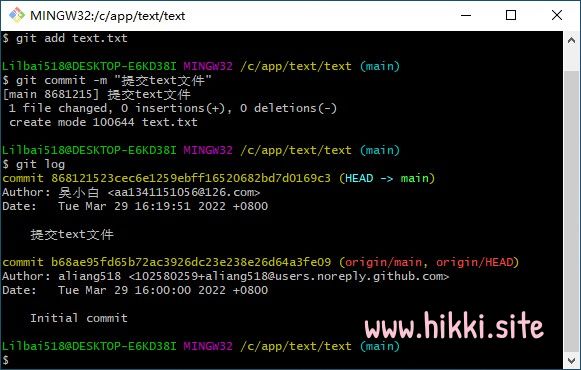 MINGW32:/c/app/text/text
$ git add text.txt
Lilbai518@DESKTOP-E6KD38I MINGW32 /c/app/text/text (main)
$ git commit -m "提交text文件"
[main 8681215] 提交text文件
1 file changed, 0 insertions(+), 0 deletions(-)
create mode 100644 text.txt
Lilbai518@DESKTOP-E6KD38I MINGW32 /c/app/text/text (main)
$ git log
commit 868121523cec6e1259ebff16520682bd7d0169c3 (HEAD -> main)
Author: 吴小白 <aa1341151056@126.com>
Date: Tue Mar 29 16:19:51 2022 +0800
提交text文件
commit b68ae95fd65b72ac3926dc23e238e26d64a3fe09 (origin/main, origin/HEAD)
Author: aliang518 <102580259+aliang518@users.noreply.github.com>
Date: Tue Mar 29 16:00:00 2022 +0800
Initial commit
www.hikki.site
Lilbai518@DESKTOP-E6KD38I MINGW32 /c/app/text/text (main)
$